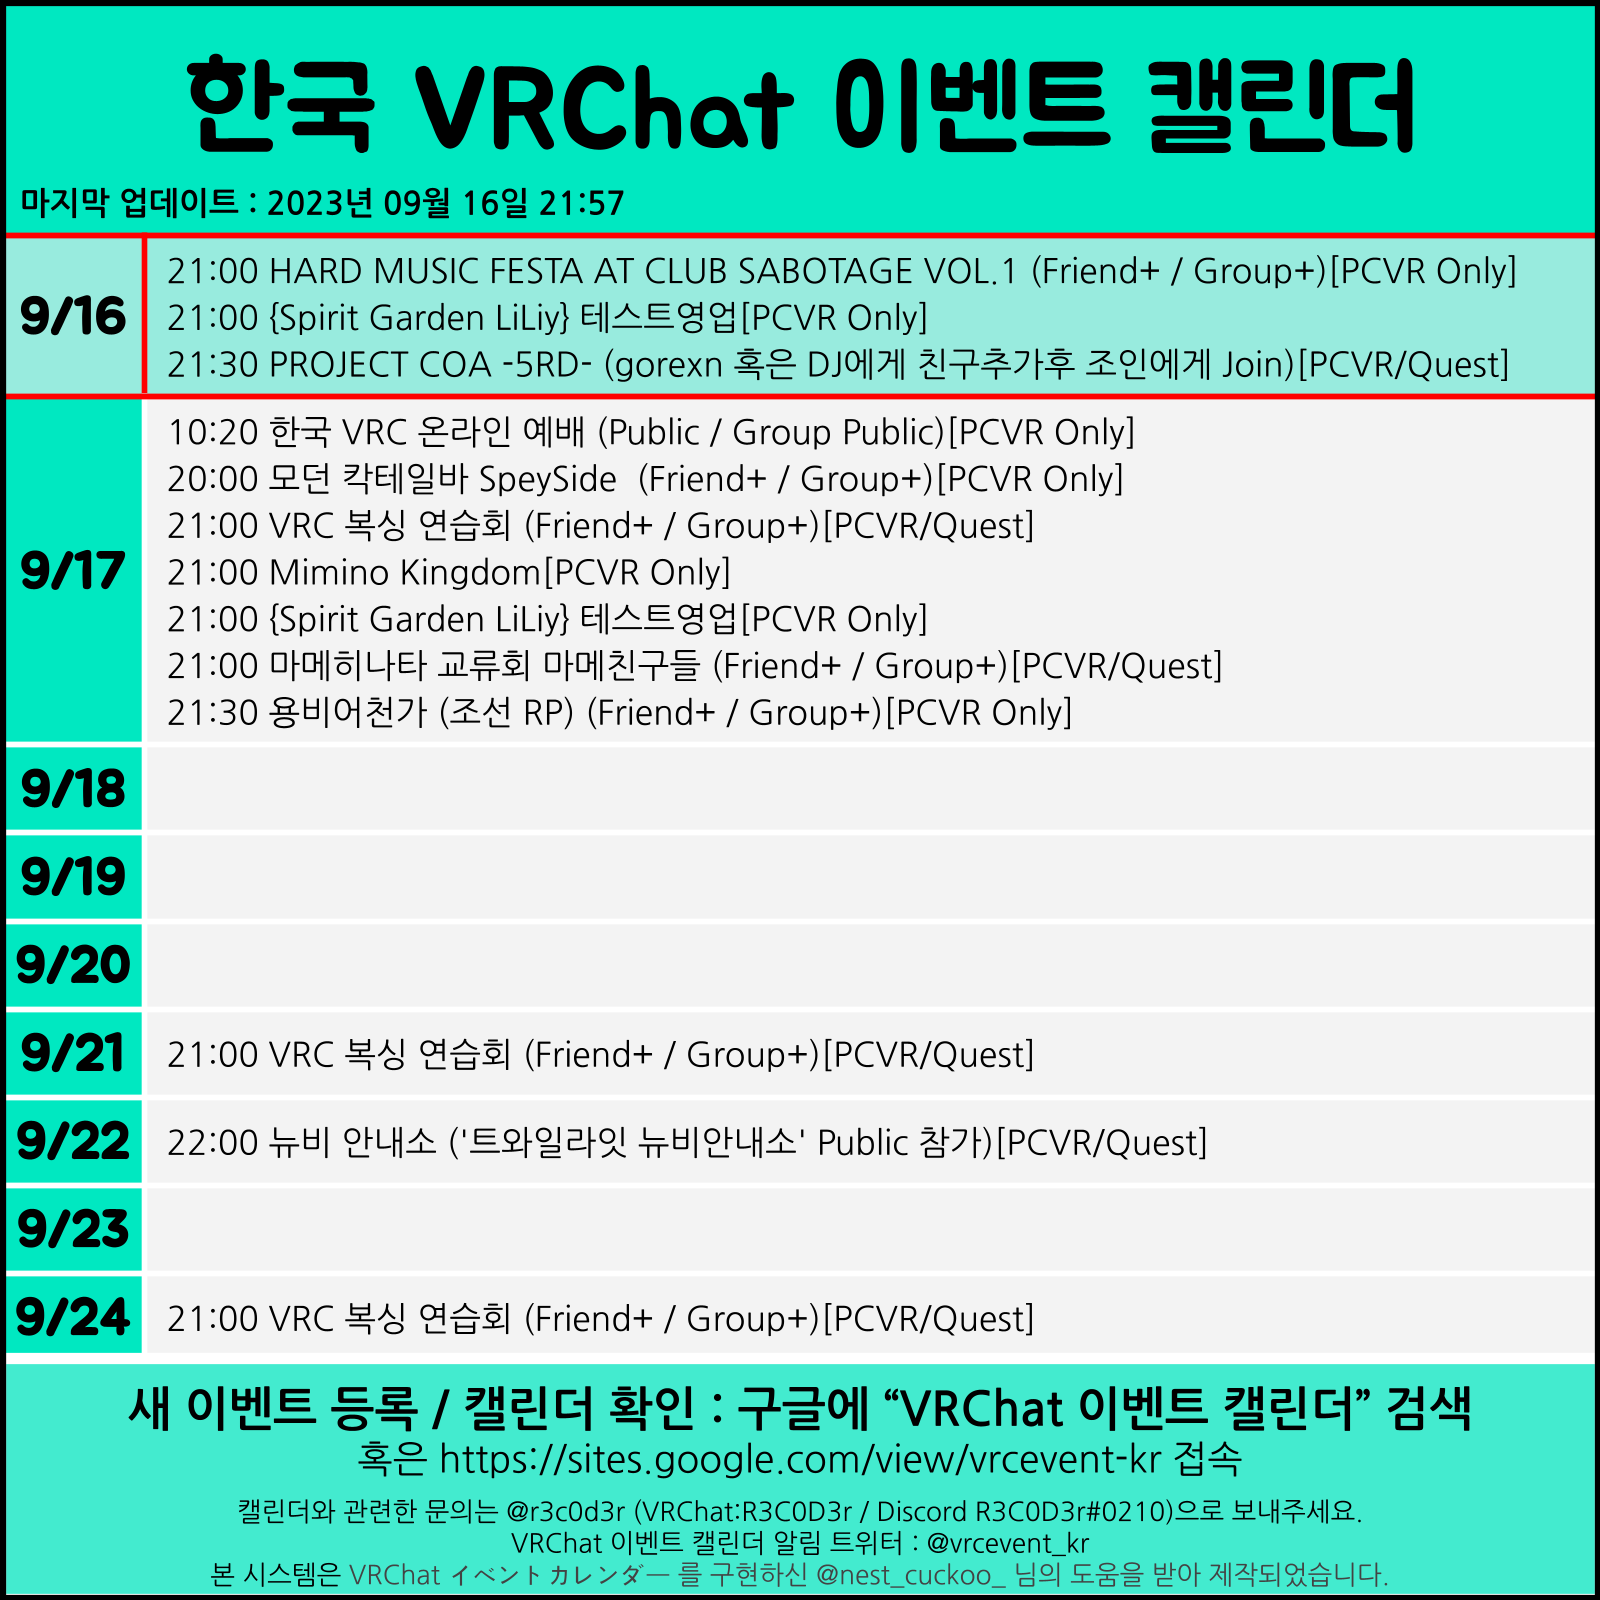 한국 VRChat 이벤트 캘린더
마지막 업데이트 : 2023년 09월 16일 21:57
9/16
21:00 HARD MUSIC FESTA AT CLUB SABOTAGE VOL.1 (Friend+ / Group+)[PCVR Only]
21:00 {Spirit Garden LiLiy} 테스트영업[PCVR Only]
21:30 PROJECT COA -5RD- (gorexn 혹은 DJ에게 친구추가후 조인에게 Join)[PCVR/Quest]
9/17
10:20 한국 VRC 온라인 예배 (Public / Group Public)[PCVR Only]
20:00 모던 칵테일바 SpeySide (Friend+ / Group+)[PCVR Only]
21:00 VRC 복싱 연습회 (Friend+ / Group+)[PCVR/Quest]
21:00 Mimino Kingdom[PCVR Only]
21:00 {Spirit Garden LiLiy} 테스트영업[PCVR Only]
21:00 마메히나타 교류회 마메친구들 (Friend+ / Group+)[PCVR/Quest]
21:30 용비어천가 (조선 RP) (Friend+ / Group+)[PCVR Only]
9/18
9/19
9/20
9/21
21:00 VRC 복싱 연습회 (Friend+ / Group+)[PCVR/Quest]
9/22
22:00 뉴비 안내소 ('트와일라잇 뉴비안내소' Public 참가)[PCVR/Quest]
9/23
9/24
21:00 VRC 복싱 연습회 (Friend+ / Group+)[PCVR/Quest]
새 이벤트 등록 / 캘린더 확인 : 구글에 “VRChat 이벤트 캘린더” 검색
혹은 https://sites.google.com/view/vrcevent-kr 접속
캘린더와 관련한 문의는 @r3c0d3r (VRChat:R3C0D3r / Discord R3C0D3r#0210)으로 보내주세요.
VRChat 이벤트 캘린더 알림 트위터 : @vrcevent_kr
본 시스템은 VRChat イベントカレンダー 를 구현하신 @nest_cuckoo_ 님의 도움을 받아 제작되었습니다.